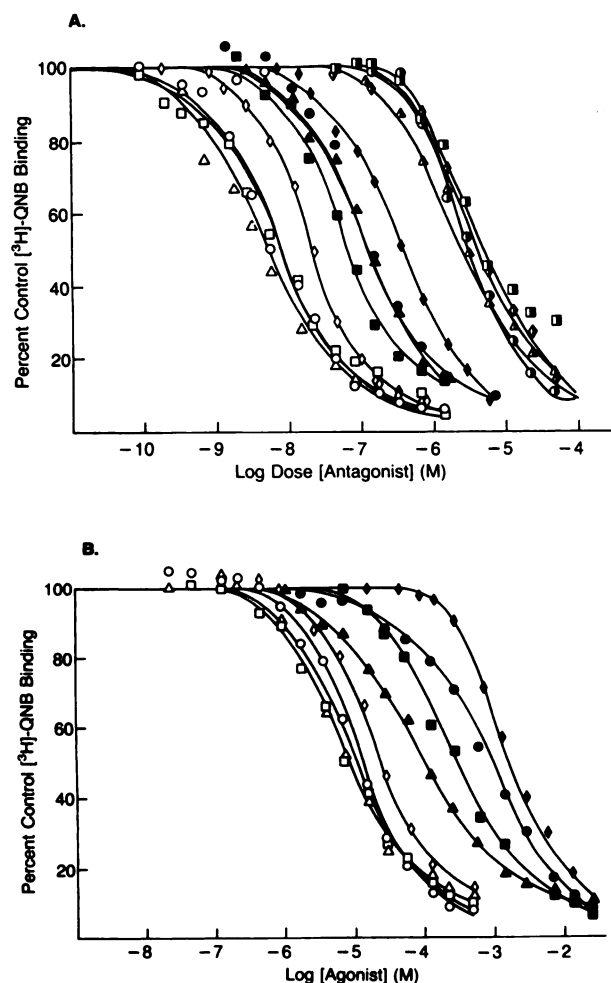 A.
Percent Control [³H]-QNB Binding
100
80
60
40
20
−10 −9 −8 −7 −6 −5 −4
Log Dose [Antagonist] (M)
B.
Percent Control [³H]-QNB Binding
100
80
60
40
20
−8 −7 −6 −5 −4 −3 −2
Log [Agonist] (M)